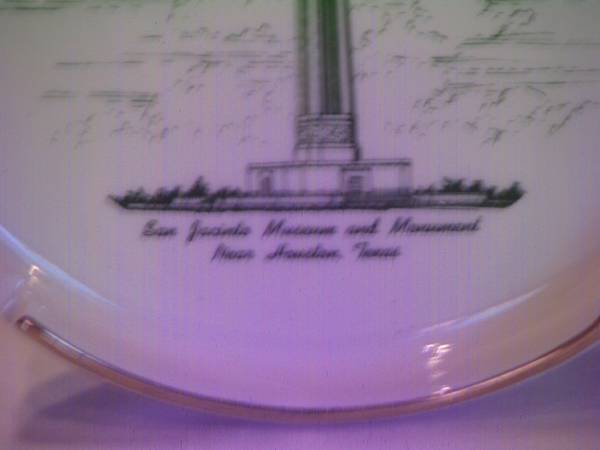 San Jacinto Museum and Monument
Near Houston, Texas